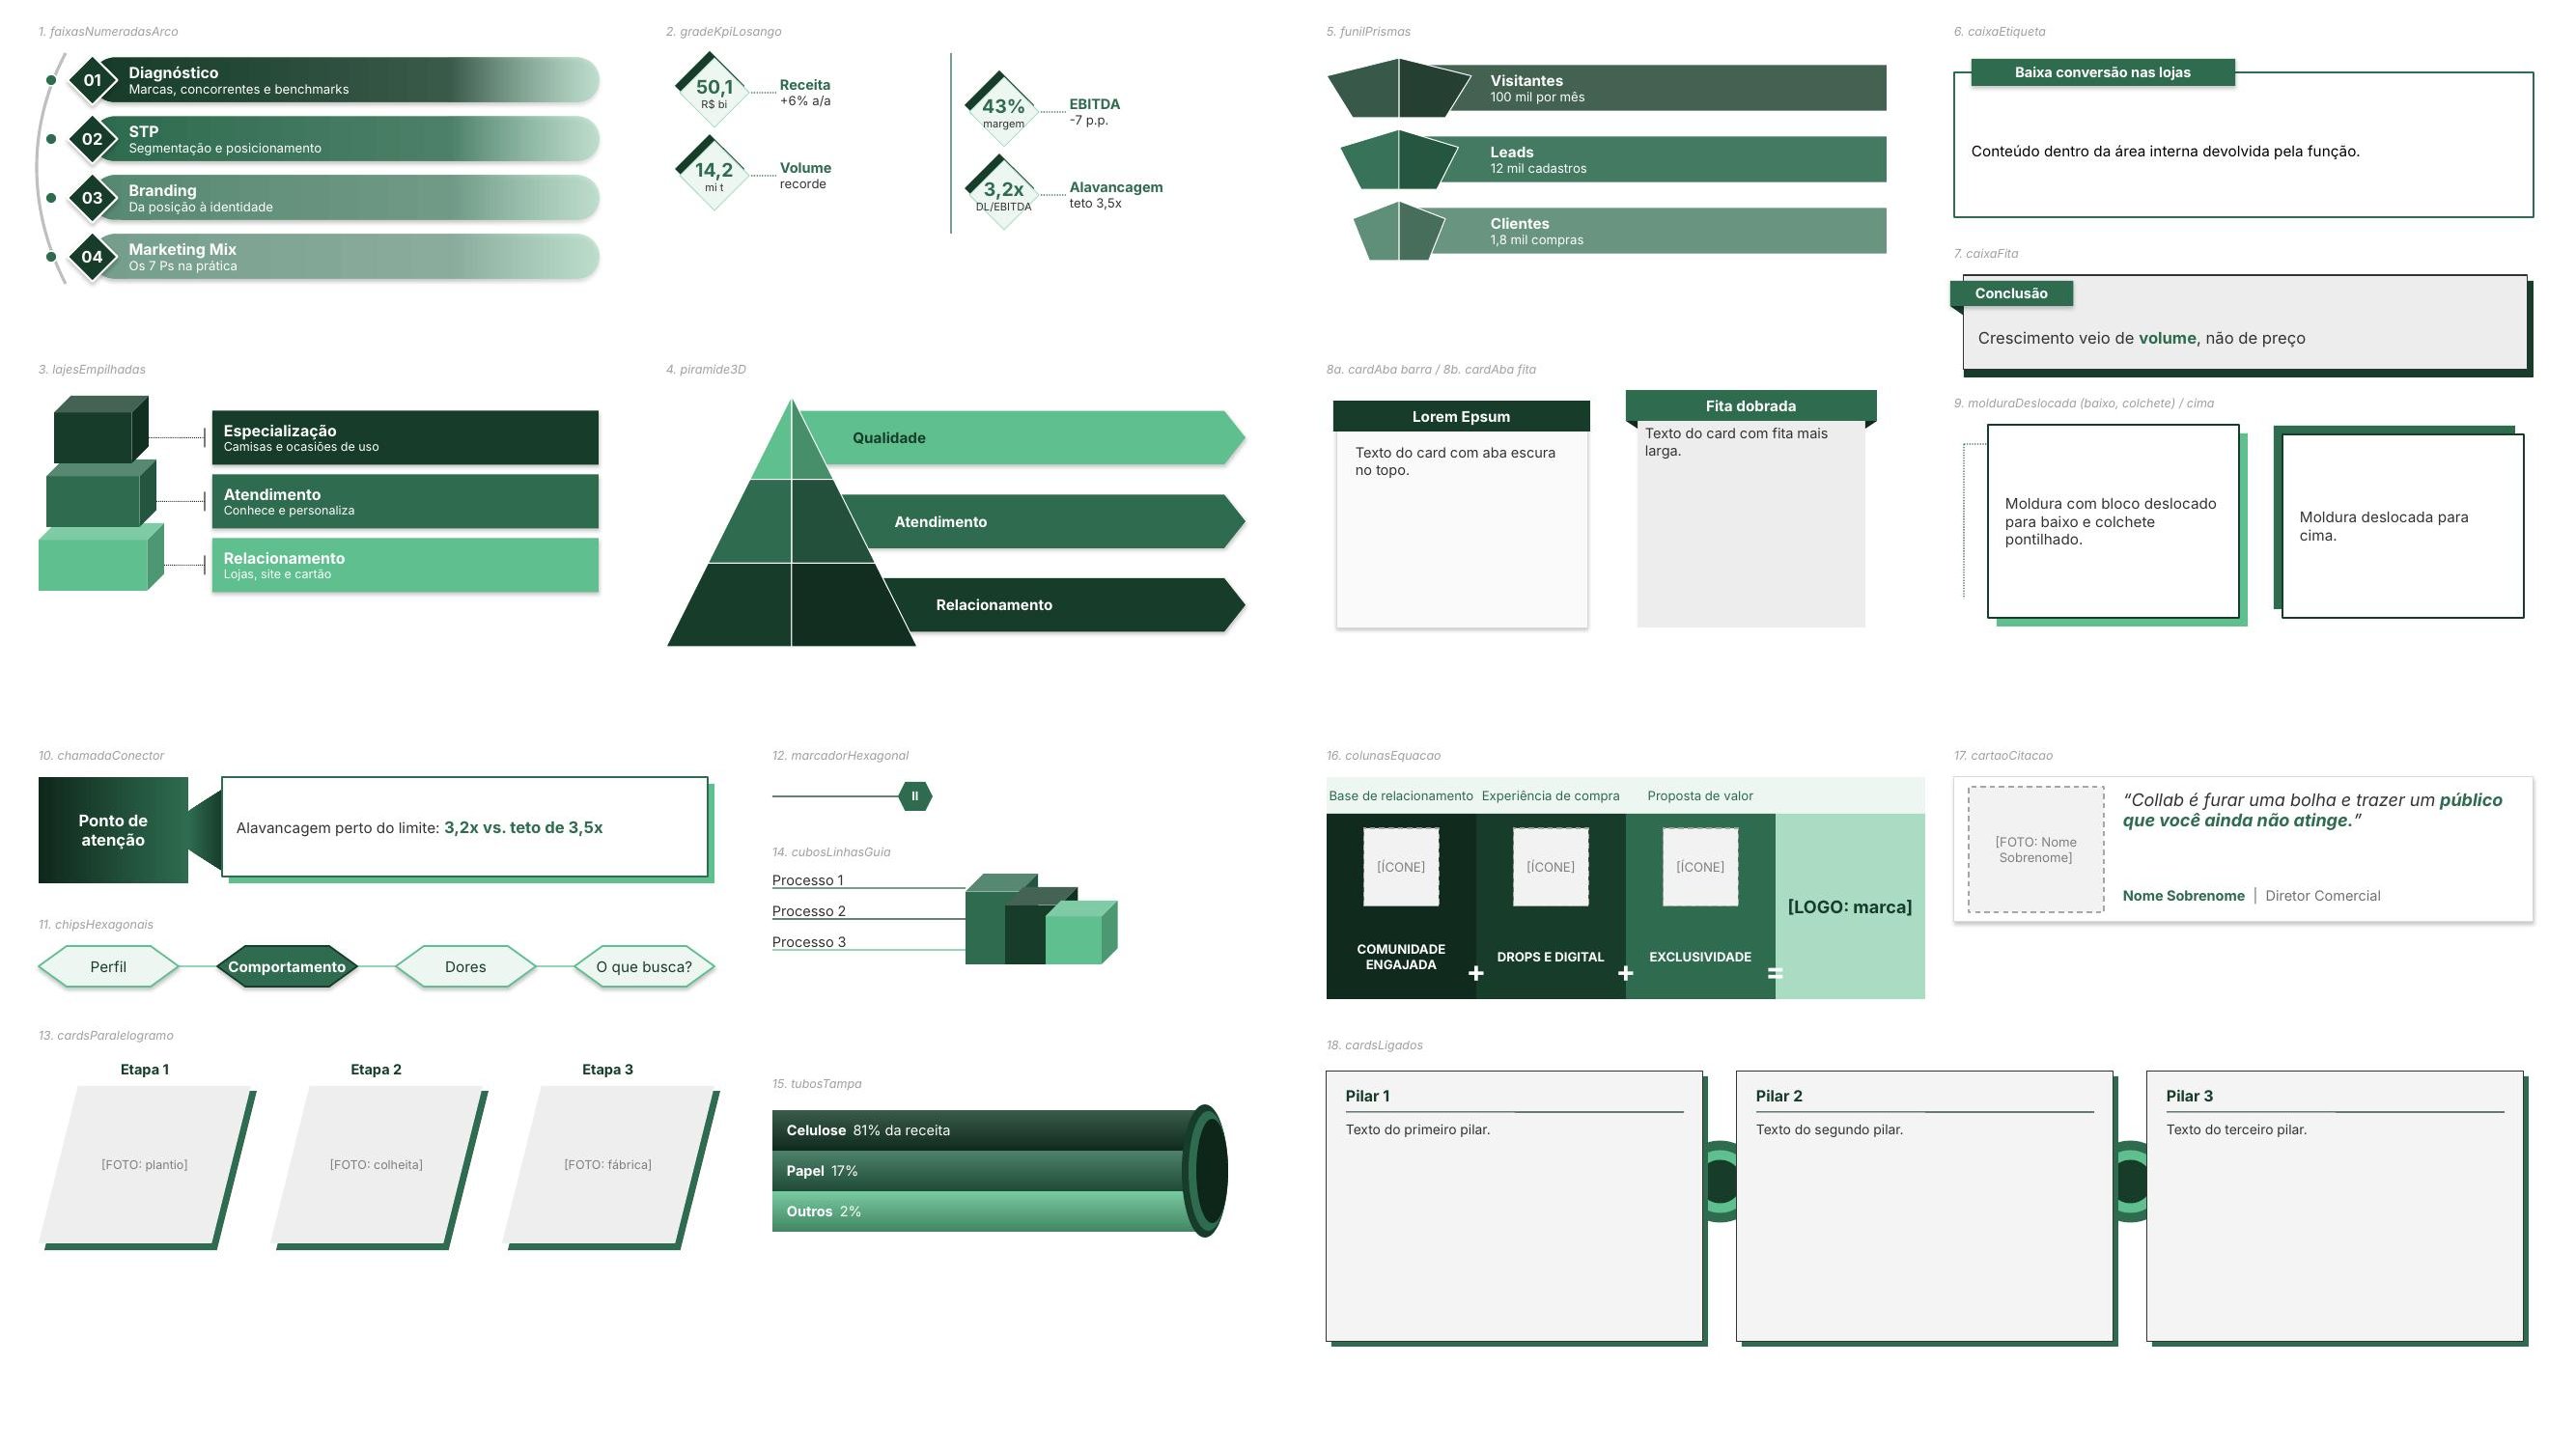 1. faixasNumeradasArco
01
Diagnóstico
Marcas, concorrentes e benchmarks
02
STP
Segmentação e posicionamento
03
Branding
Da posição à identidade
04
Marketing Mix
Os 7 Ps na prática
2. gradeKpiLosango
50,1
R$ bi
Receita
+6% a/a
14,2
mi t
Volume
recorde
43%
margem
EBITDA
-7 p.p.
3,2x
DL/EBITDA
Alavancagem
teto 3,5x
5. funilPrismas
Visitantes
100 mil por mês
Leads
12 mil cadastros
Clientes
1,8 mil compras
6. caixaEtiqueta
Baixa conversão nas lojas
Conteúdo dentro da área interna devolvida pela função.
7. caixaFita
Conclusão
Crescimento veio de volume, não de preço
3. lajesEmpilhadas
Especialização
Camisas e ocasiões de uso
Atendimento
Conhece e personaliza
Relacionamento
Lojas, site e cartão
4. piramide3D
Qualidade
Atendimento
Relacionamento
8a. cardAba barra / 8b. cardAba fita
Lorem Epsum
Texto do card com aba escura
no topo.
Fita dobrada
Texto do card com fita mais
larga.
9. molduraDeslocada (baixo, colchete) / cima
Moldura com bloco deslocado
para baixo e colchete
pontilhado.
Moldura deslocada para
cima.
10. chamadaConector
Ponto de
atenção
Alavancagem perto do limite: 3,2x vs. teto de 3,5x
11. chipsHexagonais
Perfil
Comportamento
Dores
O que busca?
12. marcadorHexagonal
II
14. cubosLinhasGuia
Processo 1
Processo 2
Processo 3
13. cardsParalelogramo
Etapa 1
[FOTO: plantio]
Etapa 2
[FOTO: colheita]
Etapa 3
[FOTO: fábrica]
15. tubosTampa
Celulose 81% da receita
Papel 17%
Outros 2%
16. colunasEquacao
Base de relacionamento
Experiência de compra
Proposta de valor
[ÍCONE]
[ÍCONE]
[ÍCONE]
COMUNIDADE
ENGAJADA
+
DROPS E DIGITAL
+
EXCLUSIVIDADE
=
[LOGO: marca]
17. cartaoCitacao
[FOTO: Nome
Sobrenome]
“Collab é furar uma bolha e trazer um público
que você ainda não atinge.”
Nome Sobrenome | Diretor Comercial
18. cardsLigados
Pilar 1
Texto do primeiro pilar.
Pilar 2
Texto do segundo pilar.
Pilar 3
Texto do terceiro pilar.